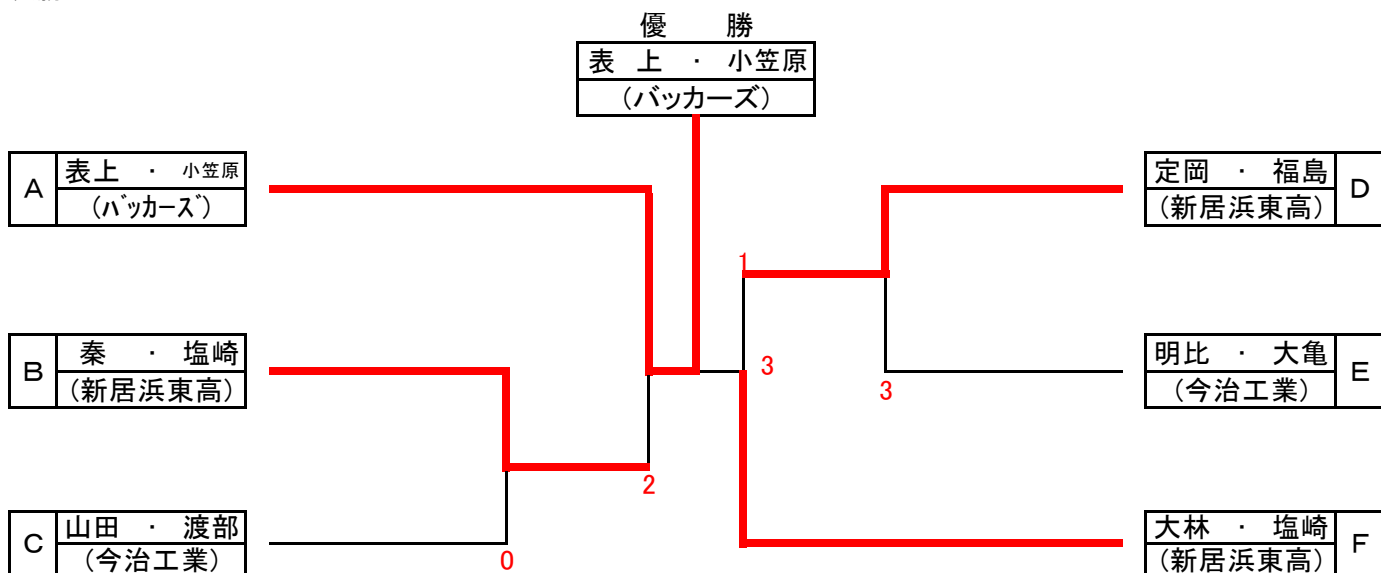 優　勝
表 上 ・ 小笠原
(バッカーズ)
A
表上 ・ 小笠原
(バッカーズ)
定岡 ・ 福島
(新居浜東高)
D
1
B
秦 ・ 塩崎
(新居浜東高)
3
明比 ・ 大亀
(今治工業)
E
3
2
C
山田 ・ 渡部
(今治工業)
0
大林 ・ 塩崎
(新居浜東高)
F